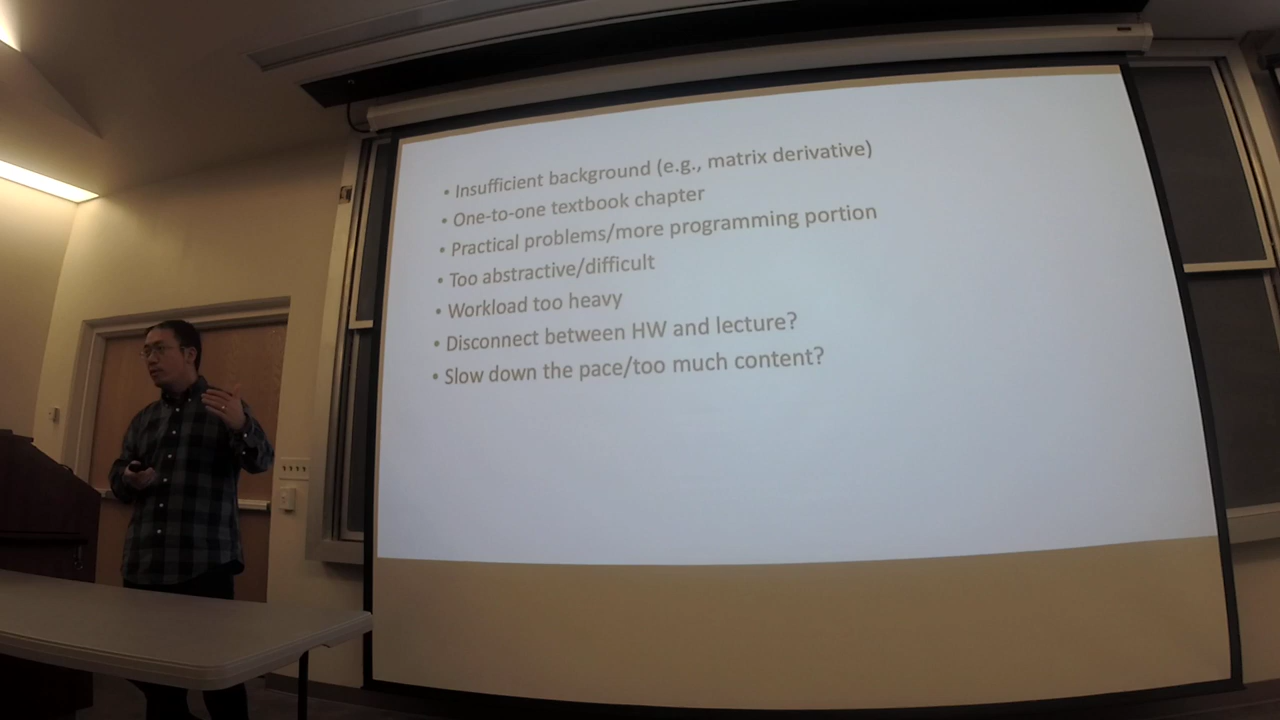 • Insufficient background (e.g., matrix derivative)
• One-to-one textbook chapter
• Practical problems/more programming portion
• Too abstractive/difficult
• Workload too heavy
• Disconnect between HW and lecture?
• Slow down the pace/too much content?